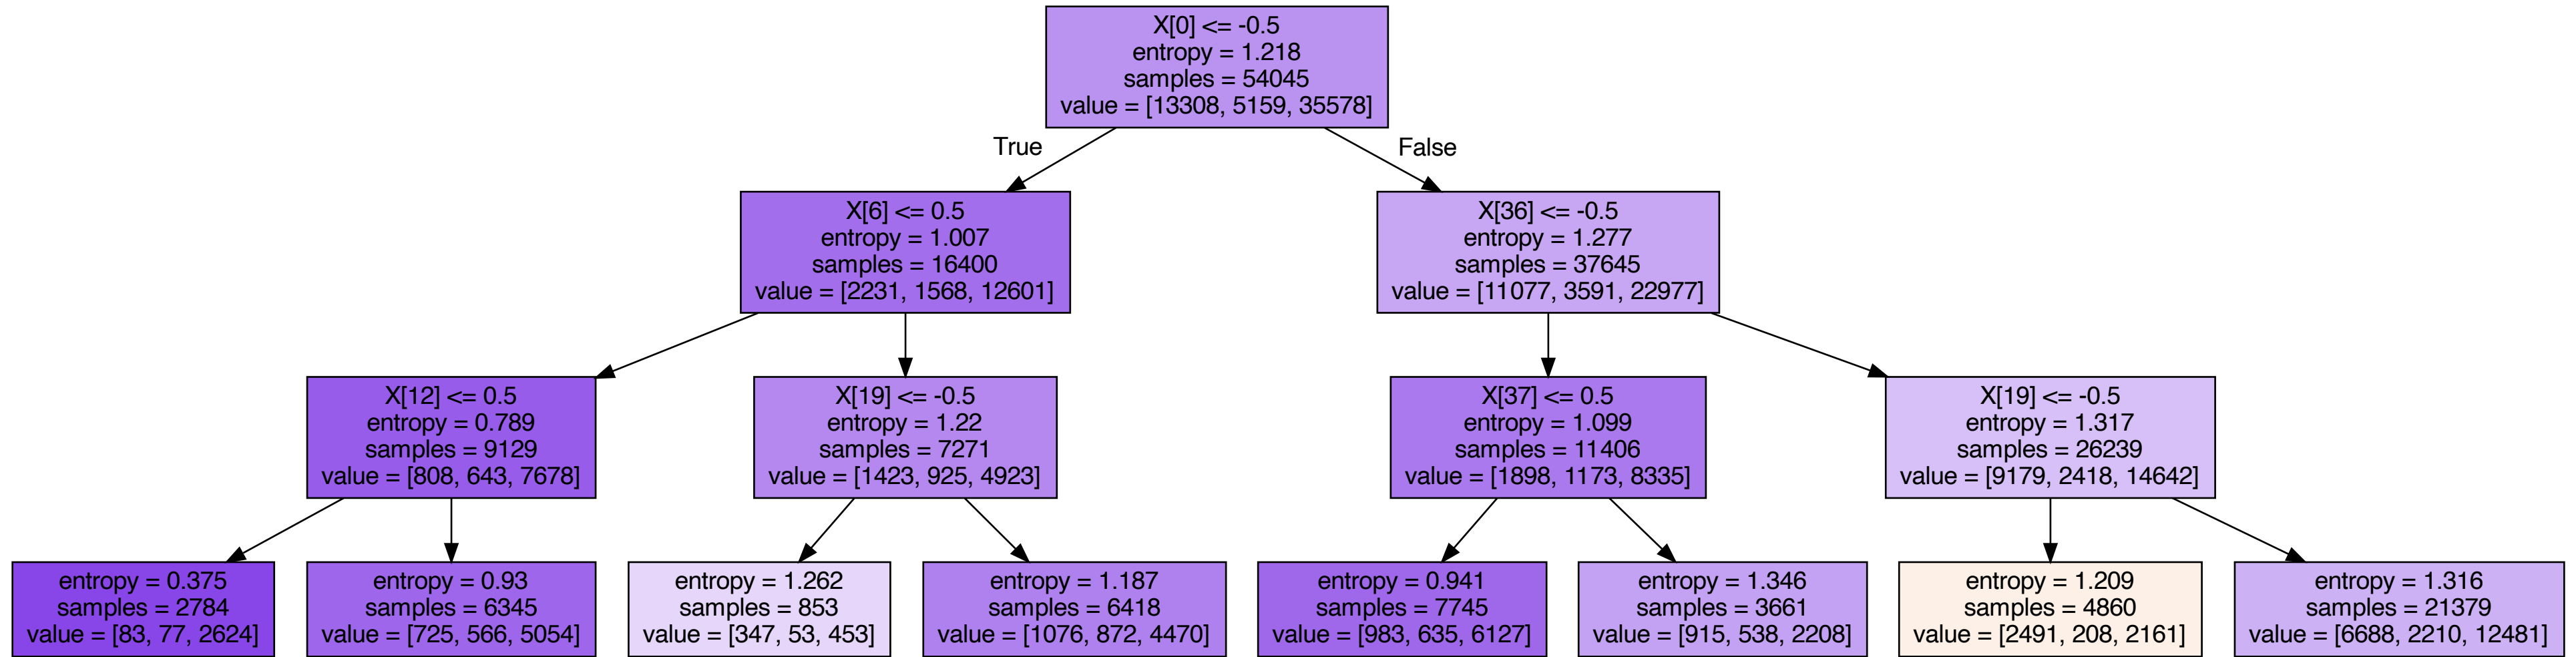 X[0] <= -0.5
entropy = 1.218
samples = 54045
value = [13308, 5159, 35578]
True
False
X[6] <= 0.5
entropy = 1.007
samples = 16400
value = [2231, 1568, 12601]
X[36] <= -0.5
entropy = 1.277
samples = 37645
value = [11077, 3591, 22977]
X[12] <= 0.5
entropy = 0.789
samples = 9129
value = [808, 643, 7678]
X[19] <= -0.5
entropy = 1.22
samples = 7271
value = [1423, 925, 4923]
X[37] <= 0.5
entropy = 1.099
samples = 11406
value = [1898, 1173, 8335]
X[19] <= -0.5
entropy = 1.317
samples = 26239
value = [9179, 2418, 14642]
entropy = 0.375
samples = 2784
value = [83, 77, 2624]
entropy = 0.93
samples = 6345
value = [725, 566, 5054]
entropy = 1.262
samples = 853
value = [347, 53, 453]
entropy = 1.187
samples = 6418
value = [1076, 872, 4470]
entropy = 0.941
samples = 7745
value = [983, 635, 6127]
entropy = 1.346
samples = 3661
value = [915, 538, 2208]
entropy = 1.209
samples = 4860
value = [2491, 208, 2161]
entropy = 1.316
samples = 21379
value = [6688, 2210, 12481]